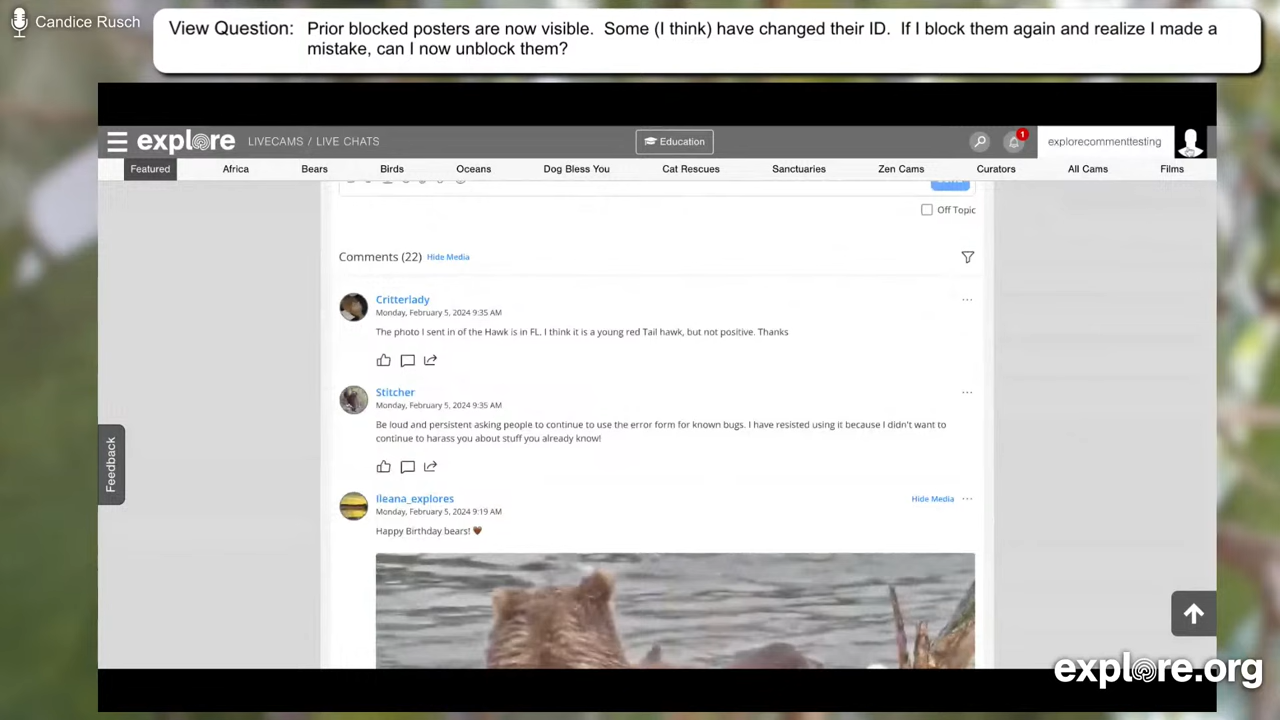 Candice Rusch
View Question: Prior blocked posters are now visible. Some (I think) have changed their ID. If I block them again and realize I made a
mistake, can I now unblock them?
explore LIVECAMS / LIVE CHATS Education 1 explorecommenttesting
Featured Africa Bears Birds Oceans Dog Bless You Cat Rescues Sanctuaries Zen Cams Curators All Cams Films
Off Topic
Comments (22) Hide Media
Critterlady
Monday, February 5, 2024 9:35 AM
The photo I sent in of the Hawk is in FL. I think it is a young red Tail hawk, but not positive. Thanks
Stitcher
Monday, February 5, 2024 9:35 AM
Be loud and persistent asking people to continue to use the error form for known bugs. I have resisted using it because I didn't want to
continue to harass you about stuff you already know!
Feedback
Ileana_explores Hide Media
Monday, February 5, 2024 9:19 AM
Happy Birthday bears!
explore.org